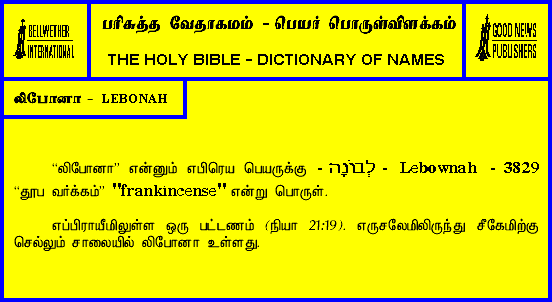 BELLWETHER
INTERNATIONAL
பரிசுத்த வேதாகமம் - பெயர் பொருள்விளக்கம்
THE HOLY BIBLE - DICTIONARY OF NAMES
GOOD NEWS
PUBLISHERS
லிபோனா - LEBONAH
“லிபோனா” என்னும் எபிரெய பெயருக்கு - לְבוֹנָה - Lebownah - 3829
“தூப வர்க்கம்” "frankincense" என்று பொருள்.
எப்பிராயீமிலுள்ள ஒரு பட்டணம் (நியா 21:19). எருசலேமிலிருந்து சீகேமிற்கு
செல்லும் சாலையில் லிபோனா உள்ளது.